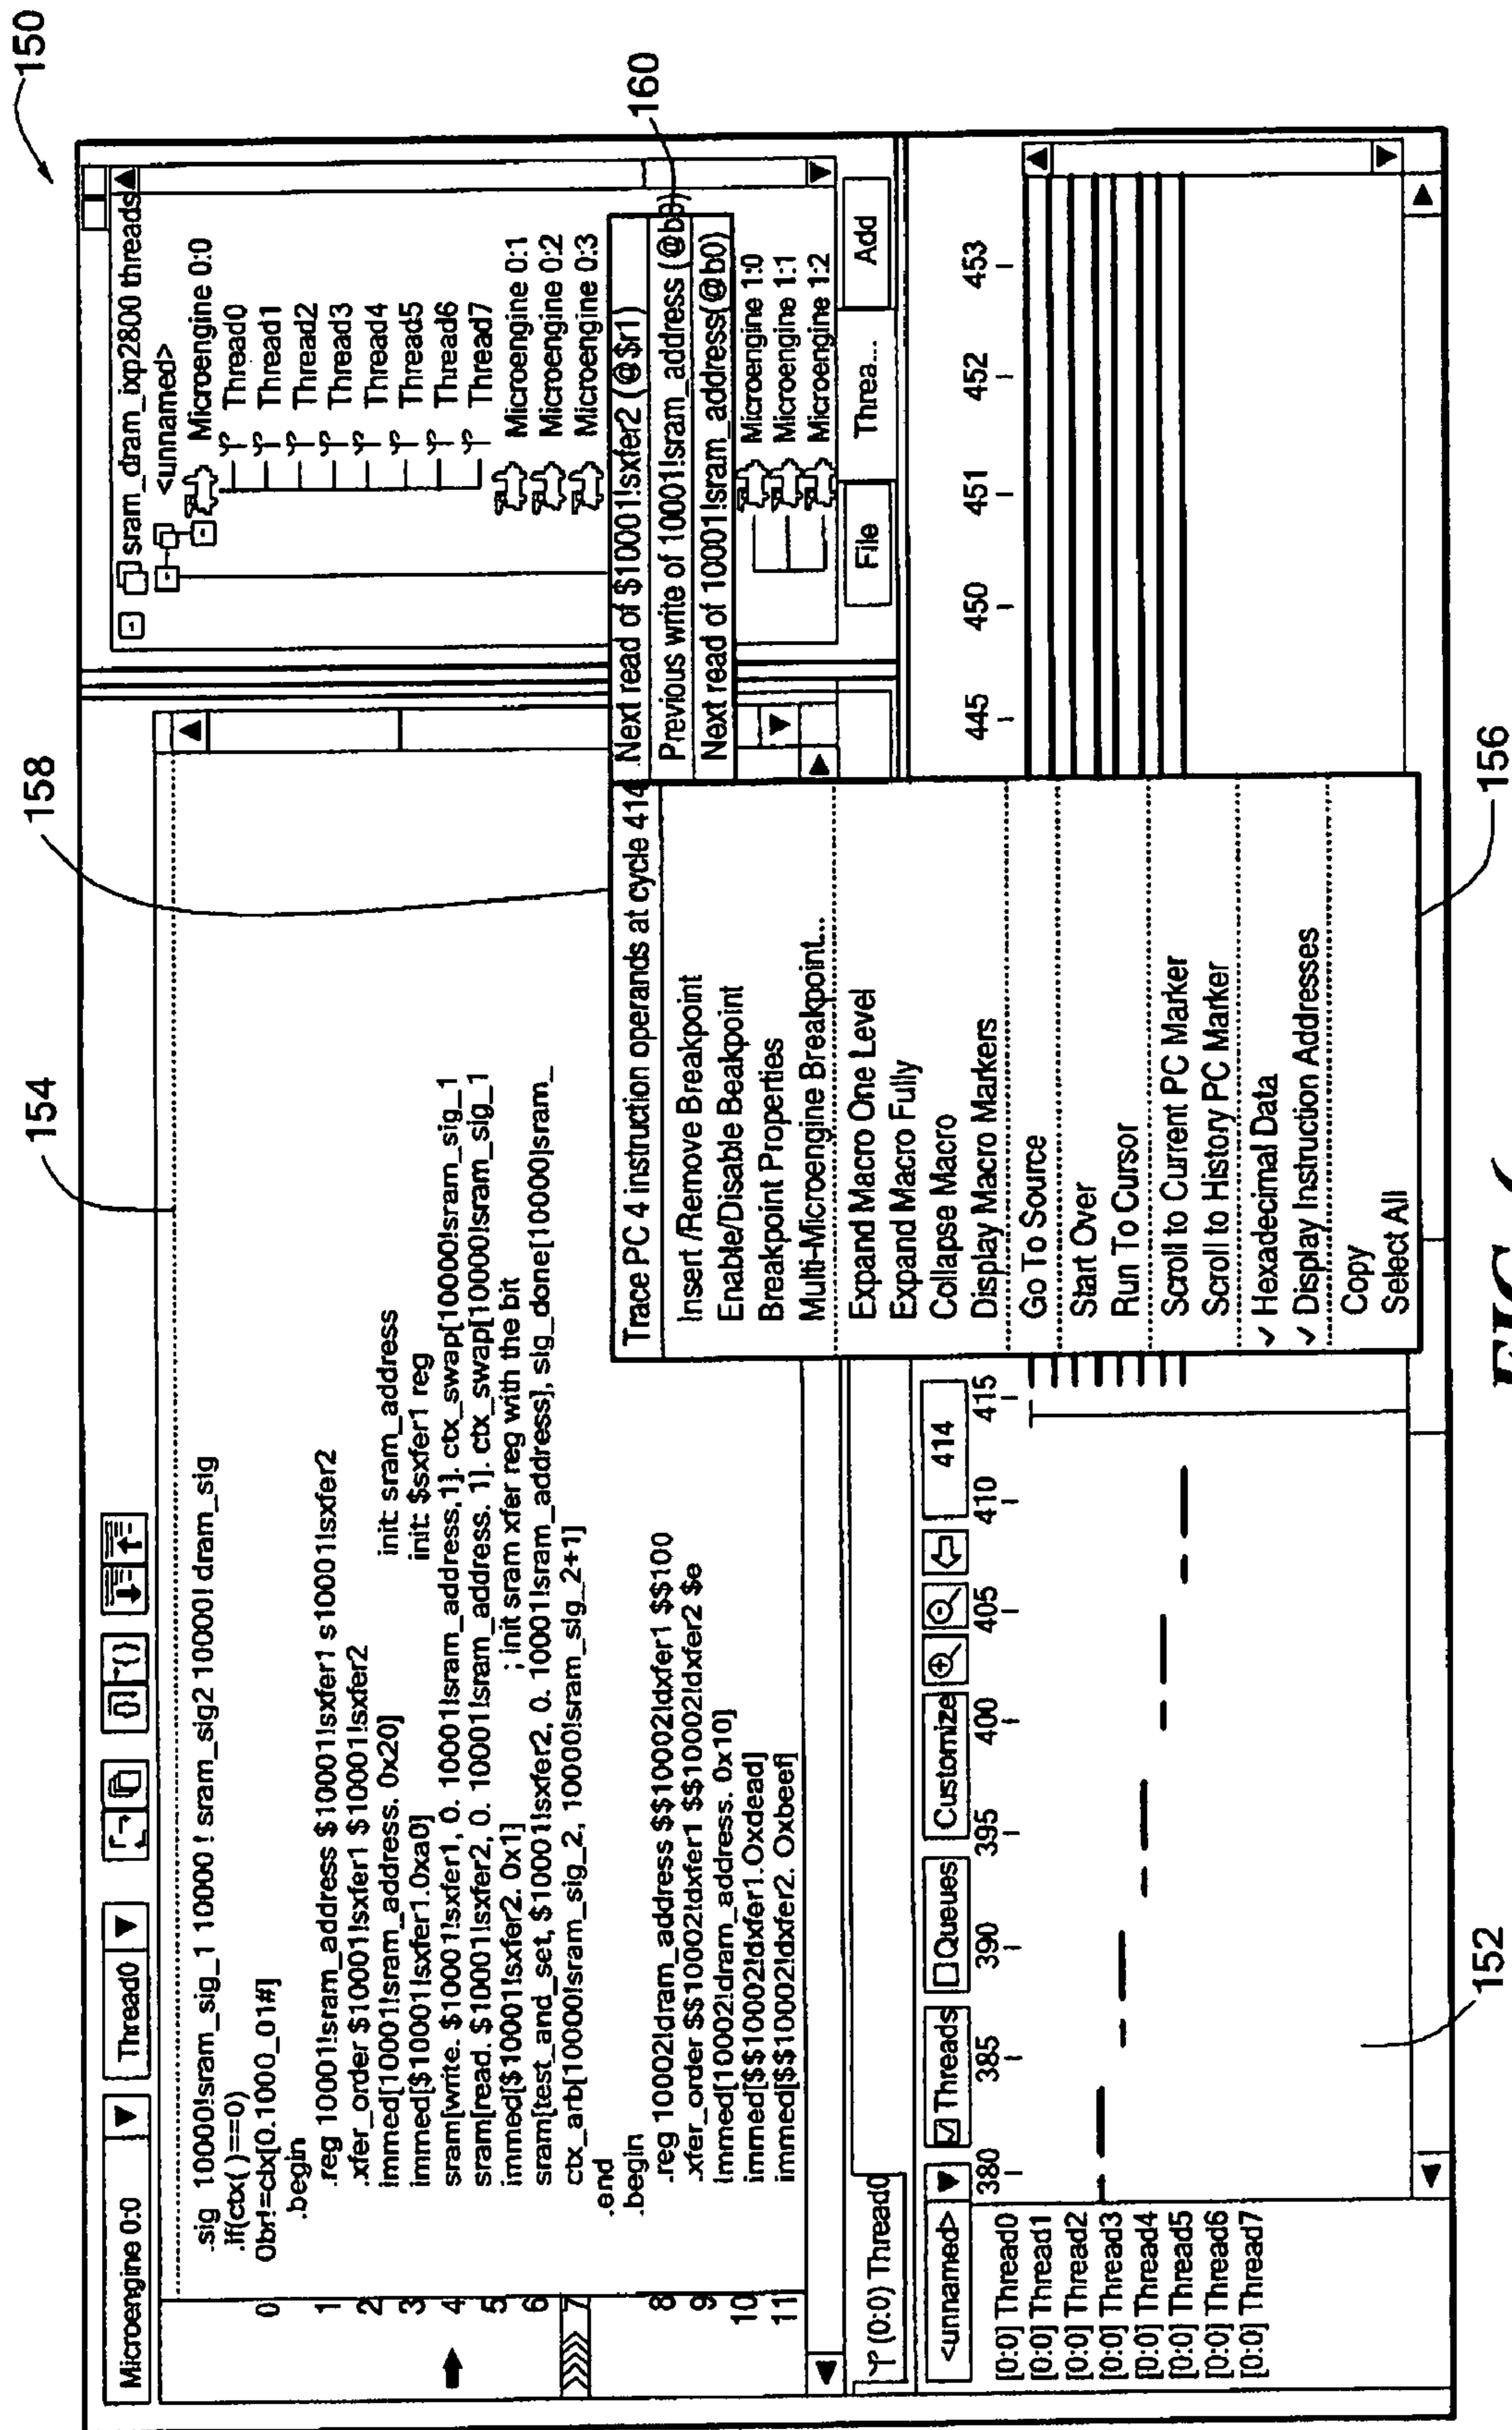 150
154
158
160
Microengine 0:0
Thread0
.sig 10000!sram_sig_1 10000 ! sram_sig2 10000! dram_sig
.if(ctx( )==0)
0 0br!=ctx[0.1000_01#]
.begin
.reg 10001!sram_address $10001!sxfer1 s10001!sxfer2
.xfer_order $10001!sxfer1 $10001!sxfer2
1 immed[10001!sram_address. 0x20] init: sram_address
2 immed[$10001!sxfer1.0xa0] init: $sxfer1 reg
3 sram[write. $10001!sxfer1, 0. 10001!sram_address,1]. ctx_swap[10000!sram_sig_1
4 sram[read. $10001!sxfer2, 0. 10001!sram_address. 1]. ctx_swap[10000!sram_sig_1
5 immed[$10001!sxfer2. 0x1] ; init sram xfer reg with the bit
6 sram[test_and_set, $10001!sxfer2, 0. 10001!sram_address], sig_done[10000]sram_
7 ctx_arb[10000!sram_sig_2, 10000!sram_sig_2+1]
.end
.begin
.reg 10002!dram_address $$10002!dxfer1 $$100
.xfer_order $$10002!dxfer1 $$10002!dxfer2 $e
8 immed[10002!dram_address. 0x10]
9 immed[$$10002!dxfer1.Oxdead]
10 immed[$$10002!dxfer2. Oxbeef]
11
sram_dram_ixp2800 threads
<unnamed>
Microengine 0:0
Thread0
Thread1
Thread2
Thread3
Thread4
Thread5
Thread6
Thread7
Microengine 0:1
Microengine 0:2
Microengine 0:3
Next read of $10001!sxfer2 (@$r1)
Previous write of 10001!sram_address (@b0)
Next read of 10001!sram_address(@b0)
Microengine 1:0
Microengine 1:1
Microengine 1:2
File
Threa...
Add
Trace PC 4 instruction operands at cycle 414
Insert /Remove Breakpoint
Enable/Disable Beakpoint
Breakpoint Properties
Multi-Microengine Breakpoint...
Expand Macro One Level
Expand Macro Fully
Collapse Macro
Display Macro Markers
Go To Source
Start Over
Run To Cursor
Scroll to Current PC Marker
Scroll to History PC Marker
✓ Hexadecimal Data
✓ Display Instruction Addresses
Copy
Select All
(0:0) Thread0
<unnamed>
Threads
Queues
Customize
414
380 385 390 395 400 405 410 415 445 450 451 452 453
[0:0] Thread0
[0:0] Thread1
[0:0] Thread2
[0:0] Thread3
[0:0] Thread4
[0:0] Thread5
[0:0] Thread6
[0:0] Thread7
152
156